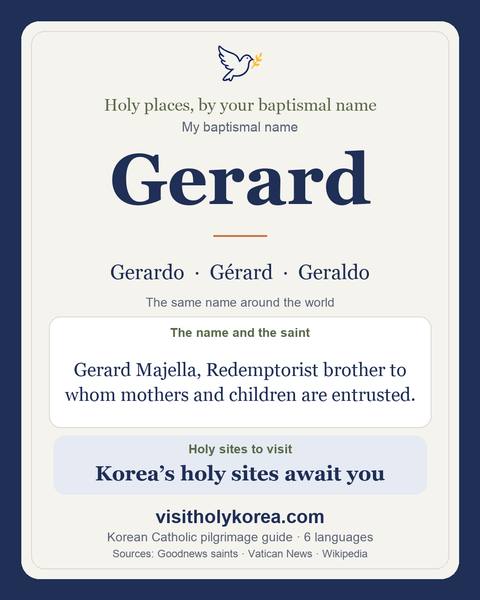 Holy places, by your baptismal name
My baptismal name
Gerard
Gerardo · Gérard · Geraldo
The same name around the world
The name and the saint
Gerard Majella, Redemptorist brother to
whom mothers and children are entrusted.
Holy sites to visit
Korea’s holy sites await you
visitholykorea.com
Korean Catholic pilgrimage guide · 6 languages
Sources: Goodnews saints · Vatican News · Wikipedia